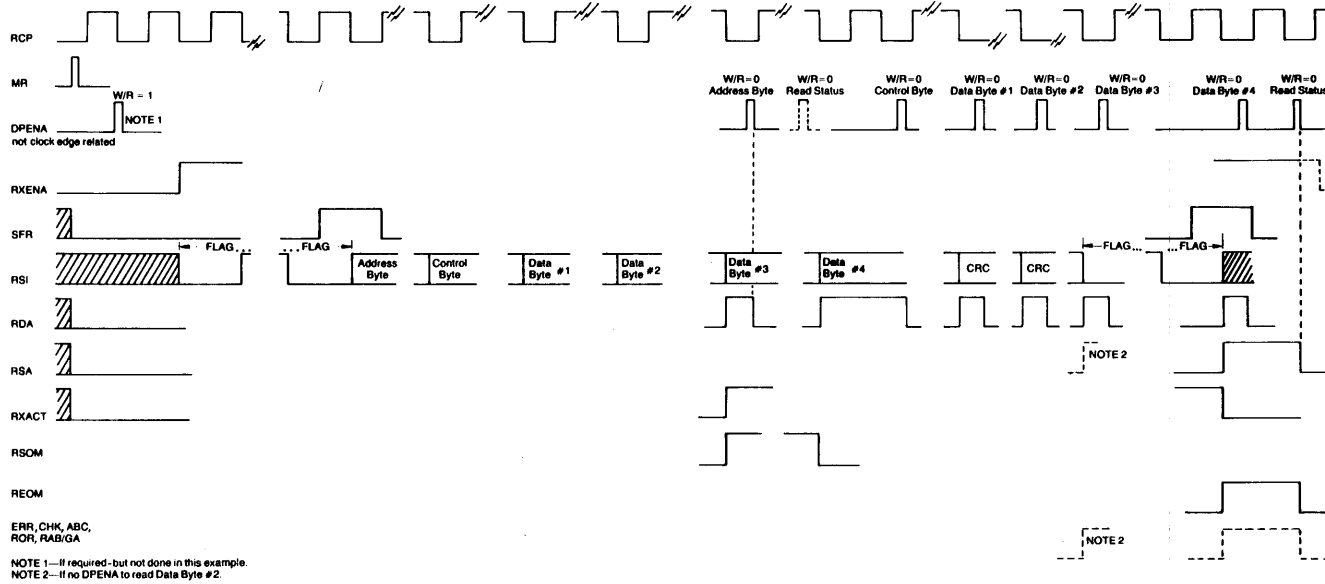 RCP
MR
W/R = 1
NOTE 1
DPENA
not clock edge related
W/R=0 W/R=0 W/R=0 W/R=0 W/R=0 W/R=0 W/R=0 W/R=0
Address Byte Read Status Control Byte Data Byte #1 Data Byte #2 Data Byte #3 Data Byte #4 Read Status
RXENA
SFR
FLAG... ...FLAG FLAG... ...FLAG
RSI
Address Byte
Control Byte
Data Byte #1
Data Byte #2
Data Byte #3
Data Byte #4
CRC
CRC
RDA
RSA
NOTE 2
RXACT
RSOM
REOM
ERR, CHK, ABC,
ROR, RAB/GA
NOTE 2
NOTE 1—If required-but not done in this example.
NOTE 2—If no DPENA to read Data Byte #2.